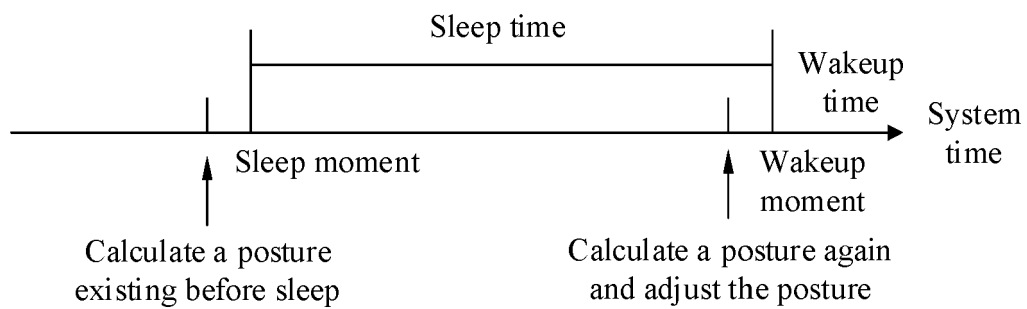 Sleep time
Wakeup
time
System
time
Sleep moment
Wakeup
moment
Calculate a posture
existing before sleep
Calculate a posture again
and adjust the posture